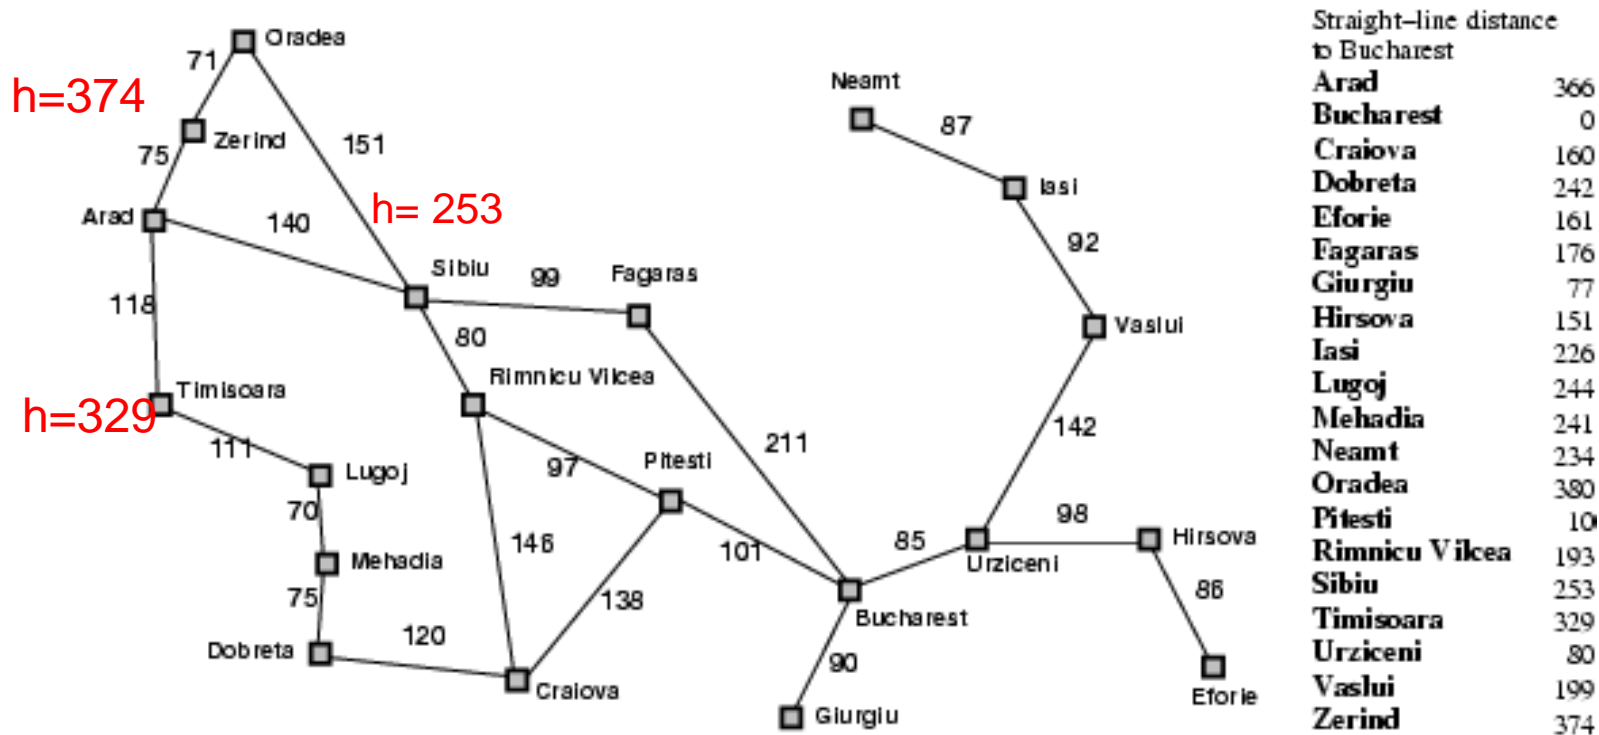 Oradea
71
h=374
Neamt
Zerind
87
75
151
Iasi
Arad
140
h= 253
92
Sibiu
99
Fagaras
118
80
Vaslui
Timisoara
Rimnicu Vilcea
h=329
142
111
211
Lugoj
97
Pitesti
70
98
Hirsova
146
101
85
Mehadia
Urziceni
86
75
138
Bucharest
Dobreta
120
90
Craiova
Eforie
Giurgiu
Straight–line distance
to Bucharest
Arad 366
Bucharest 0
Craiova 160
Dobreta 242
Eforie 161
Fagaras 176
Giurgiu 77
Hirsova 151
Iasi 226
Lugoj 244
Mehadia 241
Neamt 234
Oradea 380
Pitesti 10
Rimnicu Vilcea 193
Sibiu 253
Timisoara 329
Urziceni 80
Vaslui 199
Zerind 374